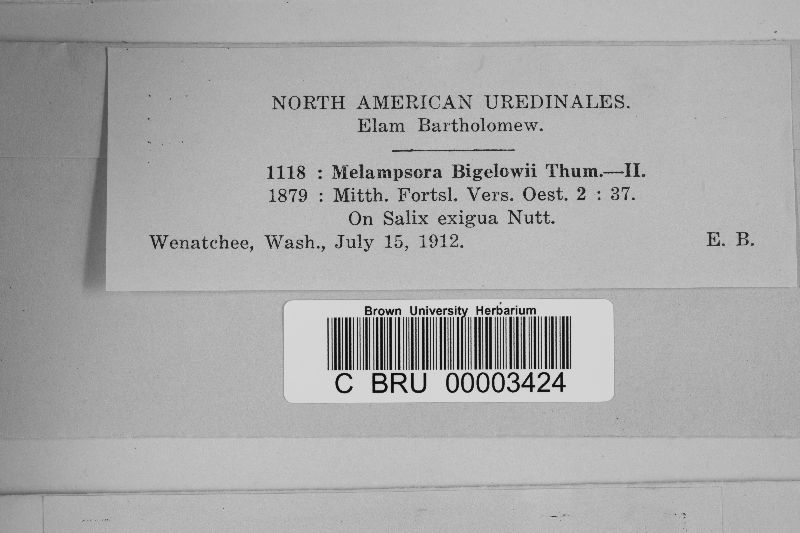 NORTH AMERICAN UREDINALES.
Elam Bartholomew.
1118 : Melampsora Bigelowii Thum.—II.
1879 : Mitth. Fortsl. Vers. Oest. 2 : 37.
On Salix exigua Nutt.
Wenatchee, Wash., July 15, 1912. E. B.
Brown University Herbarium
C BRU 00003424